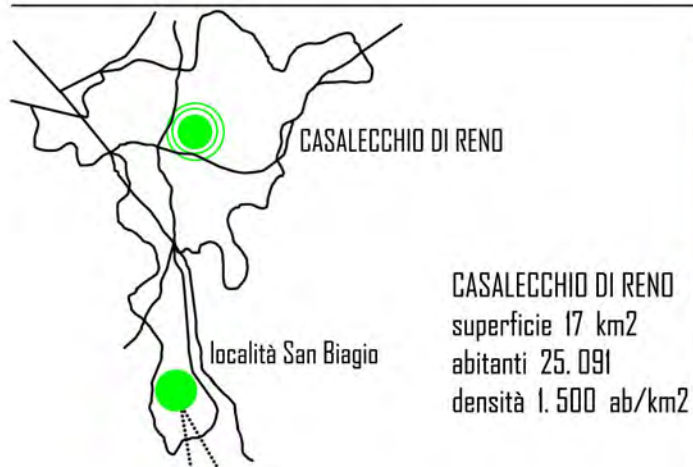 CASALECCHIO DI RENO
località San Biagio
CASALECCHIO DI RENO
superficie 17 km2
abitanti 25. 091
densità 1. 500 ab/km2